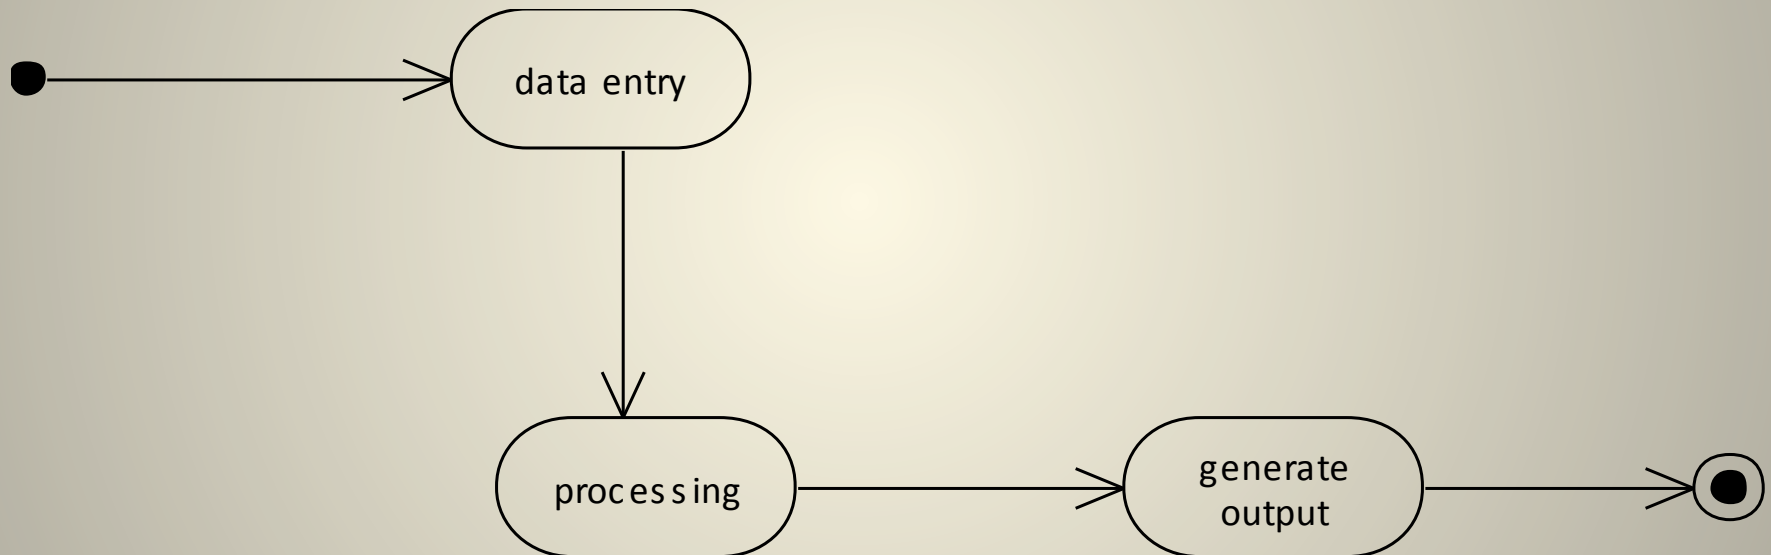 data entry
processing
generate
output